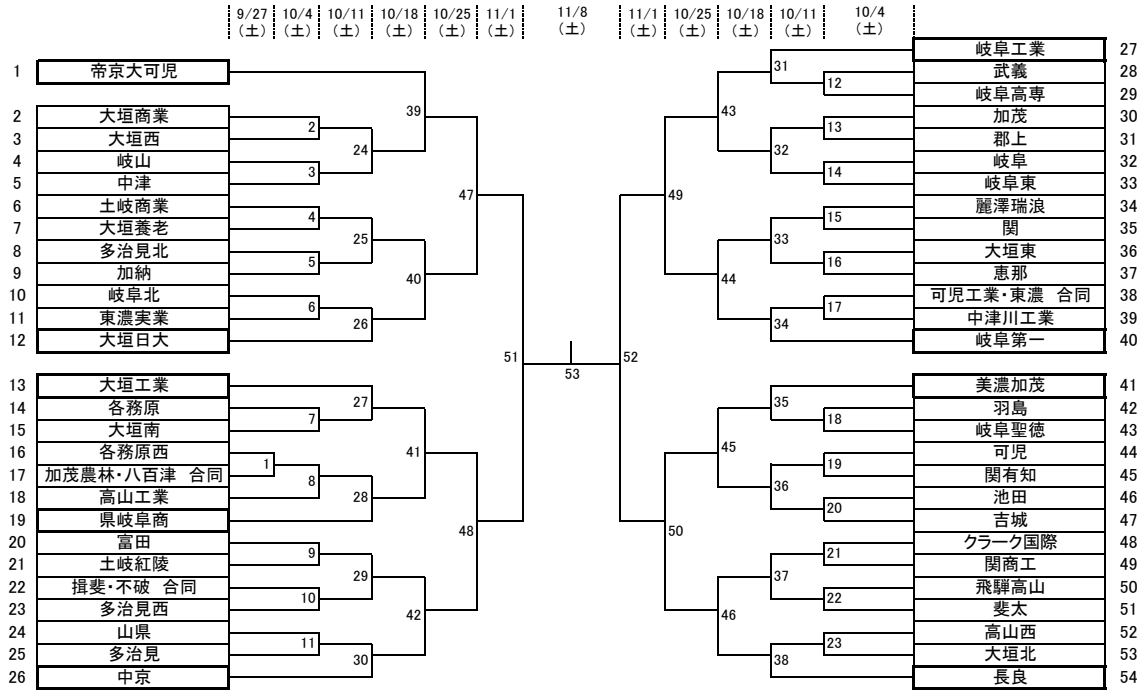 9/27 10/4 10/11 10/18 10/25 11/1 11/8 11/1 10/25 10/18 10/11 10/4
（土） （土） （土） （土） （土） （土） （土） （土） （土） （土） （土） （土）
1 帝京大可児
2 大垣商業
3 大垣西
4 岐山
5 中津
6 土岐商業
7 大垣養老
8 多治見北
9 加納
10 岐阜北
11 東濃実業
12 大垣日大
13 大垣工業
14 各務原
15 大垣南
16 各務原西
17 加茂農林・八百津 合同
18 高山工業
19 県岐阜商
20 富田
21 土岐紅陵
22 揖斐・不破 合同
23 多治見西
24 山県
25 多治見
26 中京
1
2
3
4
5
6
7
8
9
10
11
24
25
26
27
28
29
30
39
40
41
42
47
48
51
53
52
49
50
43
44
45
46
31
32
33
34
35
36
37
38
12
13
14
15
16
17
18
19
20
21
22
23
岐阜工業 27
武義 28
岐阜高専 29
加茂 30
郡上 31
岐阜 32
岐阜東 33
麗澤瑞浪 34
関 35
大垣東 36
恵那 37
可児工業・東濃 合同 38
中津川工業 39
岐阜第一 40
美濃加茂 41
羽島 42
岐阜聖徳 43
可児 44
関有知 45
池田 46
吉城 47
クラーク国際 48
関商工 49
飛騨高山 50
斐太 51
高山西 52
大垣北 53
長良 54